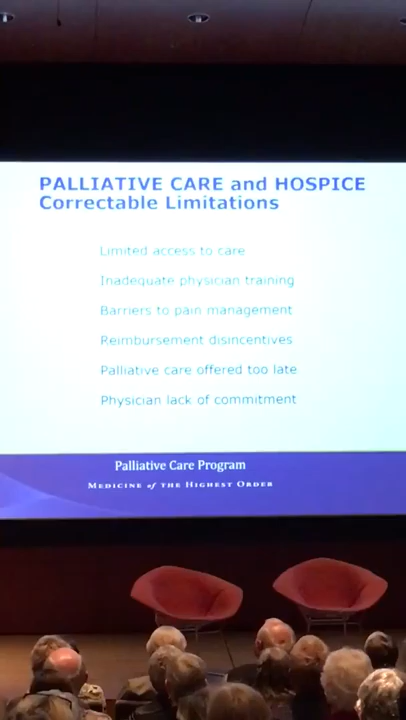 PALLIATIVE CARE and HOSPICE
Correctable Limitations
Limited access to care
Inadequate physician training
Barriers to pain management
Reimbursement disincentives
Palliative care offered too late
Physician lack of commitment
Palliative Care Program
MEDICINE of THE HIGHEST ORDER